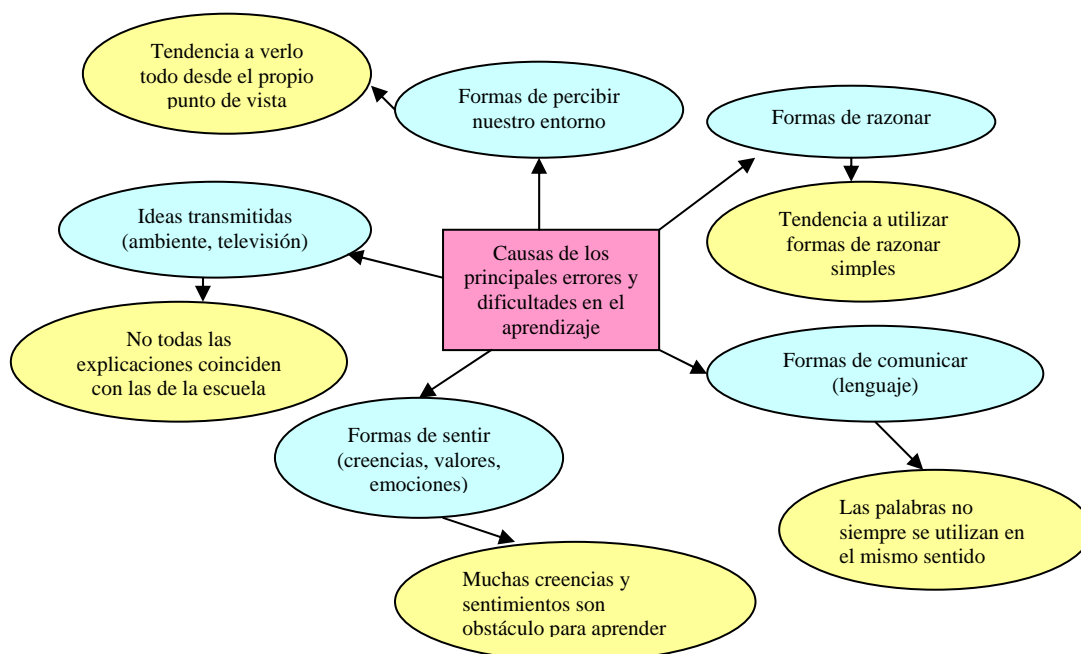 Tendencia a verlo
todo desde el propio
punto de vista
Formas de percibir
nuestro entorno
Formas de razonar
Tendencia a utilizar
formas de razonar
simples
Ideas transmitidas
(ambiente, televisión)
No todas las
explicaciones coinciden
con las de la escuela
Causas de los
principales errores y
dificultades en el
aprendizaje
Formas de comunicar
(lenguaje)
Las palabras no
siempre se utilizan en
el mismo sentido
Formas de sentir
(creencias, valores,
emociones)
Muchas creencias y
sentimientos son
obstáculo para aprender